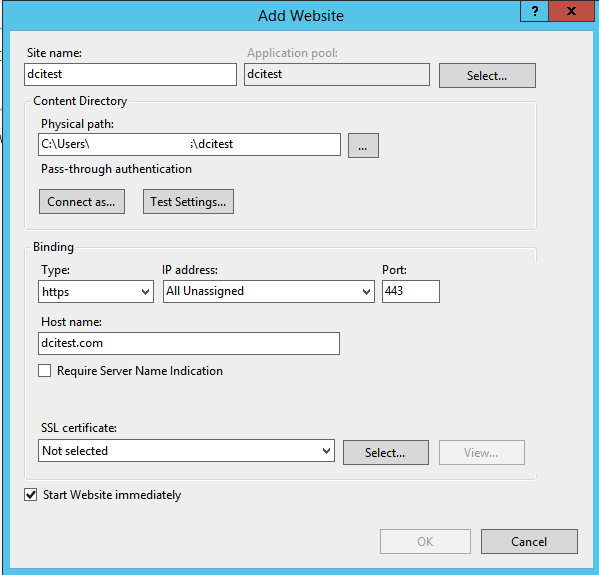 Add Website
? x
Site name: Application pool:
dcitest dcitest Select...
Content Directory
Physical path:
C:\Users\ \dcitest ...
Pass-through authentication
Connect as... Test Settings...
Binding
Type: IP address: Port:
https All Unassigned 443
Host name:
dcitest.com
Require Server Name Indication
SSL certificate:
Not selected Select... View...
Start Website immediately
OK Cancel